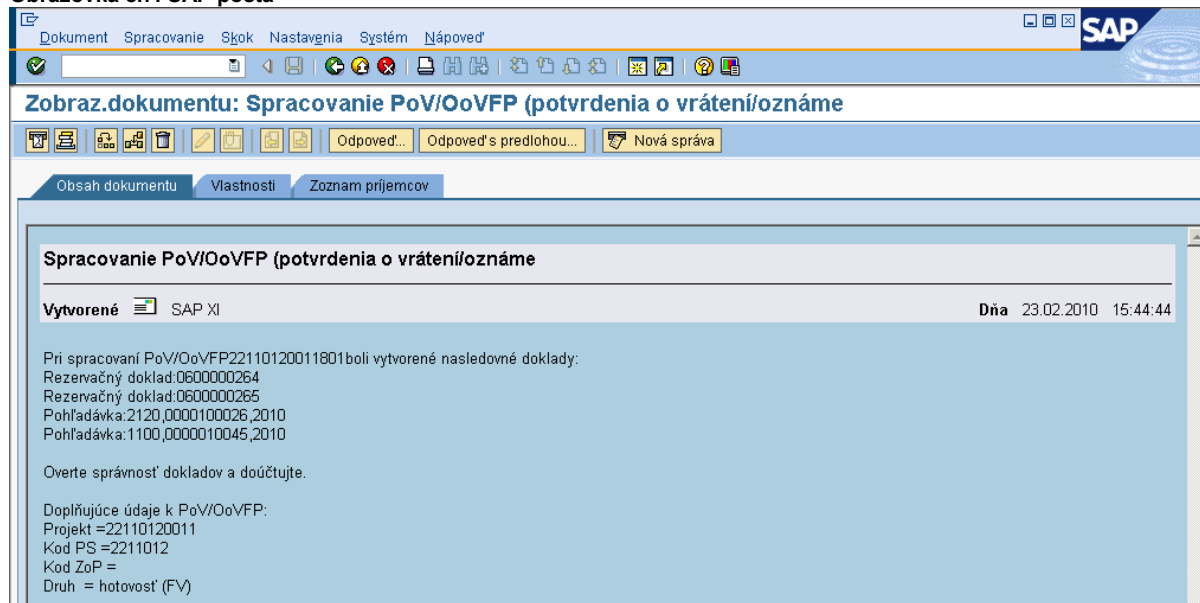 Dokument Spracovanie Skok Nastavenia Systém Nápoveď
SAP
Zobraz.dokumentu: Spracovanie PoV/OoVFP (potvrdenia o vrátení/oznáme
Odpoveď... Odpoveď s predlohou... Nová správa
Obsah dokumentu Vlastnosti Zoznam príjemcov
Spracovanie PoV/OoVFP (potvrdenia o vrátení/oznáme
Vytvorené SAP XI Dňa 23.02.2010 15:44:44
Pri spracovaní PoV/OoVFP22110120011801boli vytvorené nasledovné doklady:
Rezervačný doklad:0600000264
Rezervačný doklad:0600000265
Pohľadávka:2120,0000100026,2010
Pohľadávka:1100,0000010045,2010
Overte správnosť dokladov a doúčtujte.
Doplňujúce údaje k PoV/OoVFP:
Projekt =22110120011
Kod PS =2211012
Kod ZoP =
Druh = hotovosť (FV)